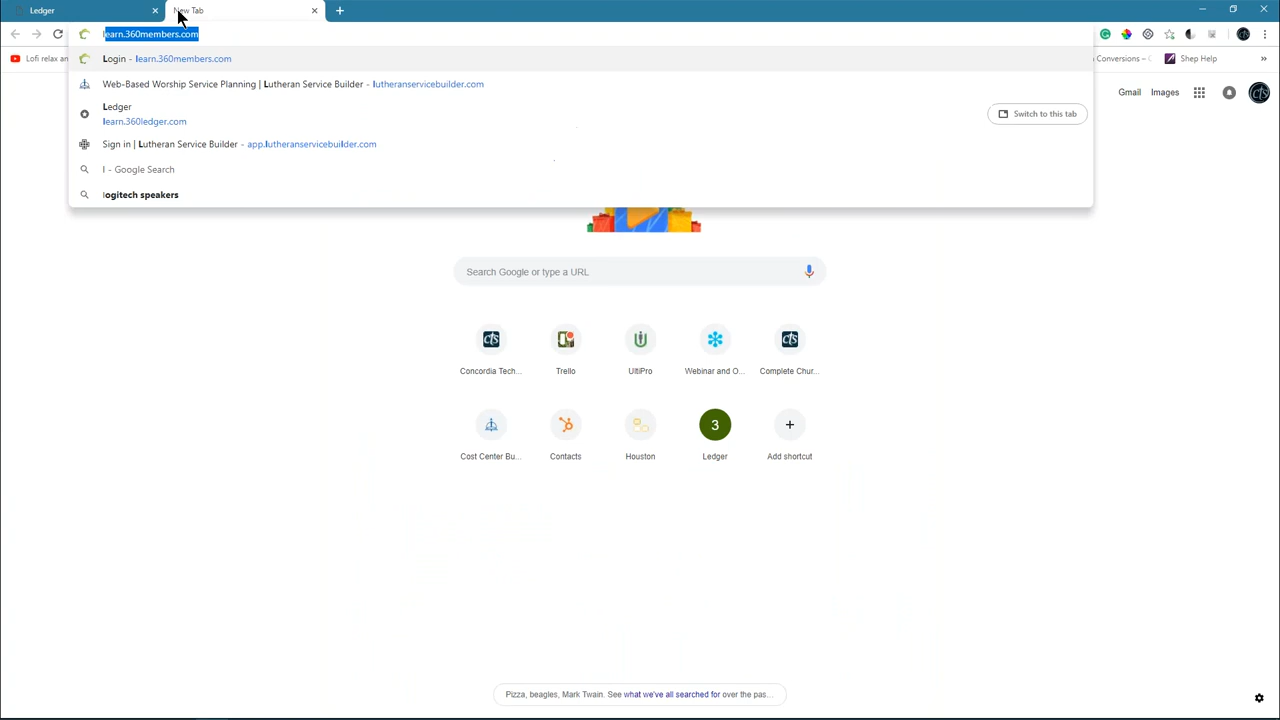 Ledger
New Tab
learn.360members.com
Lofi relax an
Conversions –
Shep Help
»
Login - learn.360members.com
Web-Based Worship Service Planning | Lutheran Service Builder - lutheranservicebuilder.com
Ledger
learn.360ledger.com
Switch to this tab
Sign in | Lutheran Service Builder - app.lutheranservicebuilder.com
l - Google Search
logitech speakers
Gmail
Images
Search Google or type a URL
cts
cts
Concordia Tech...
Trello
UltiPro
Webinar and O...
Complete Chur...
3
Cost Center Bu...
Contacts
Houston
Ledger
Add shortcut
Pizza, beagles, Mark Twain. See what we've all searched for over the pas...